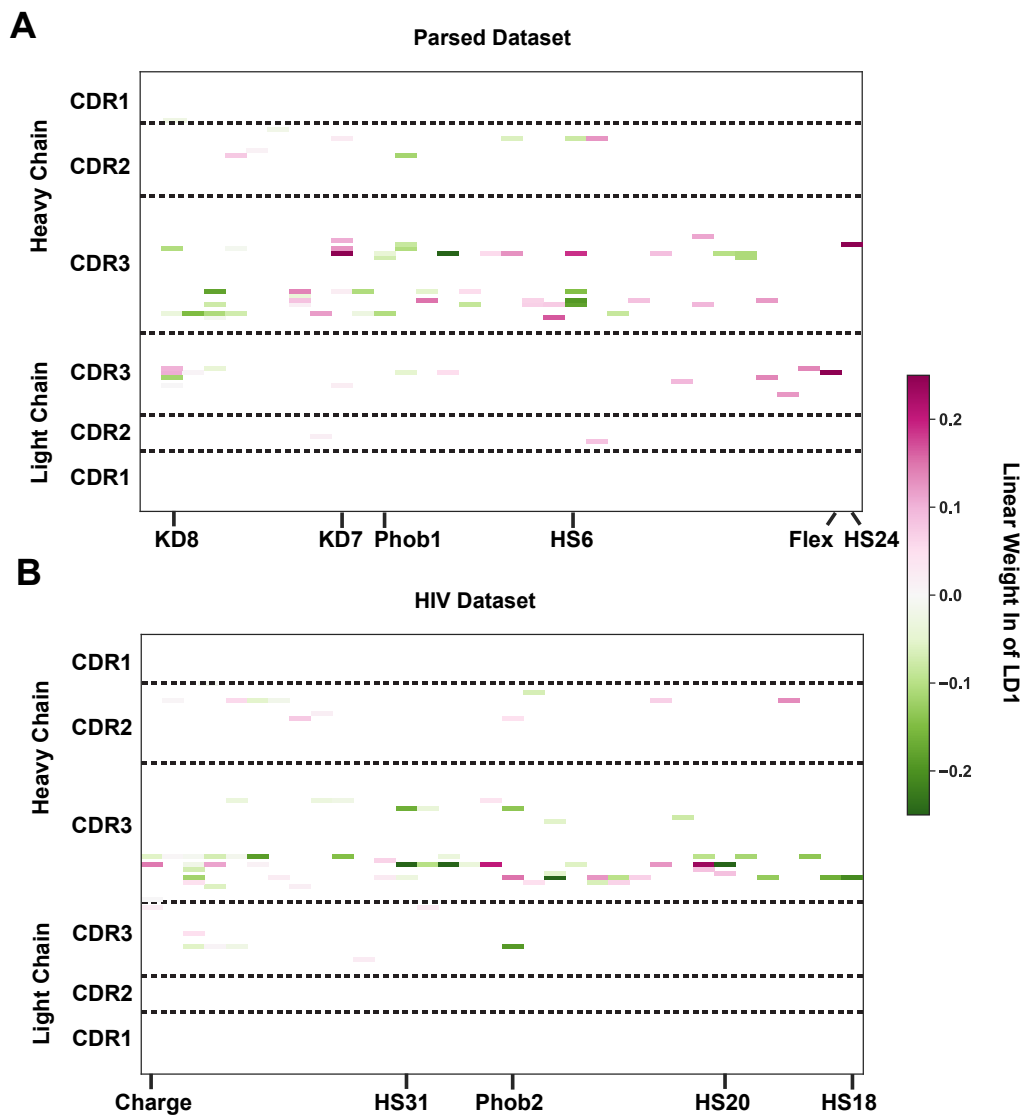 A
Parsed Dataset
Heavy Chain
CDR1
CDR2
CDR3
Light Chain
CDR3
CDR2
CDR1
KD8 KD7 Phob1 HS6 Flex HS24
B
HIV Dataset
Heavy Chain
CDR1
CDR2
CDR3
Light Chain
CDR3
CDR2
CDR1
Charge HS31 Phob2 HS20 HS18
0.2
0.1
0.0
−0.1
−0.2
Linear Weight In of LD1